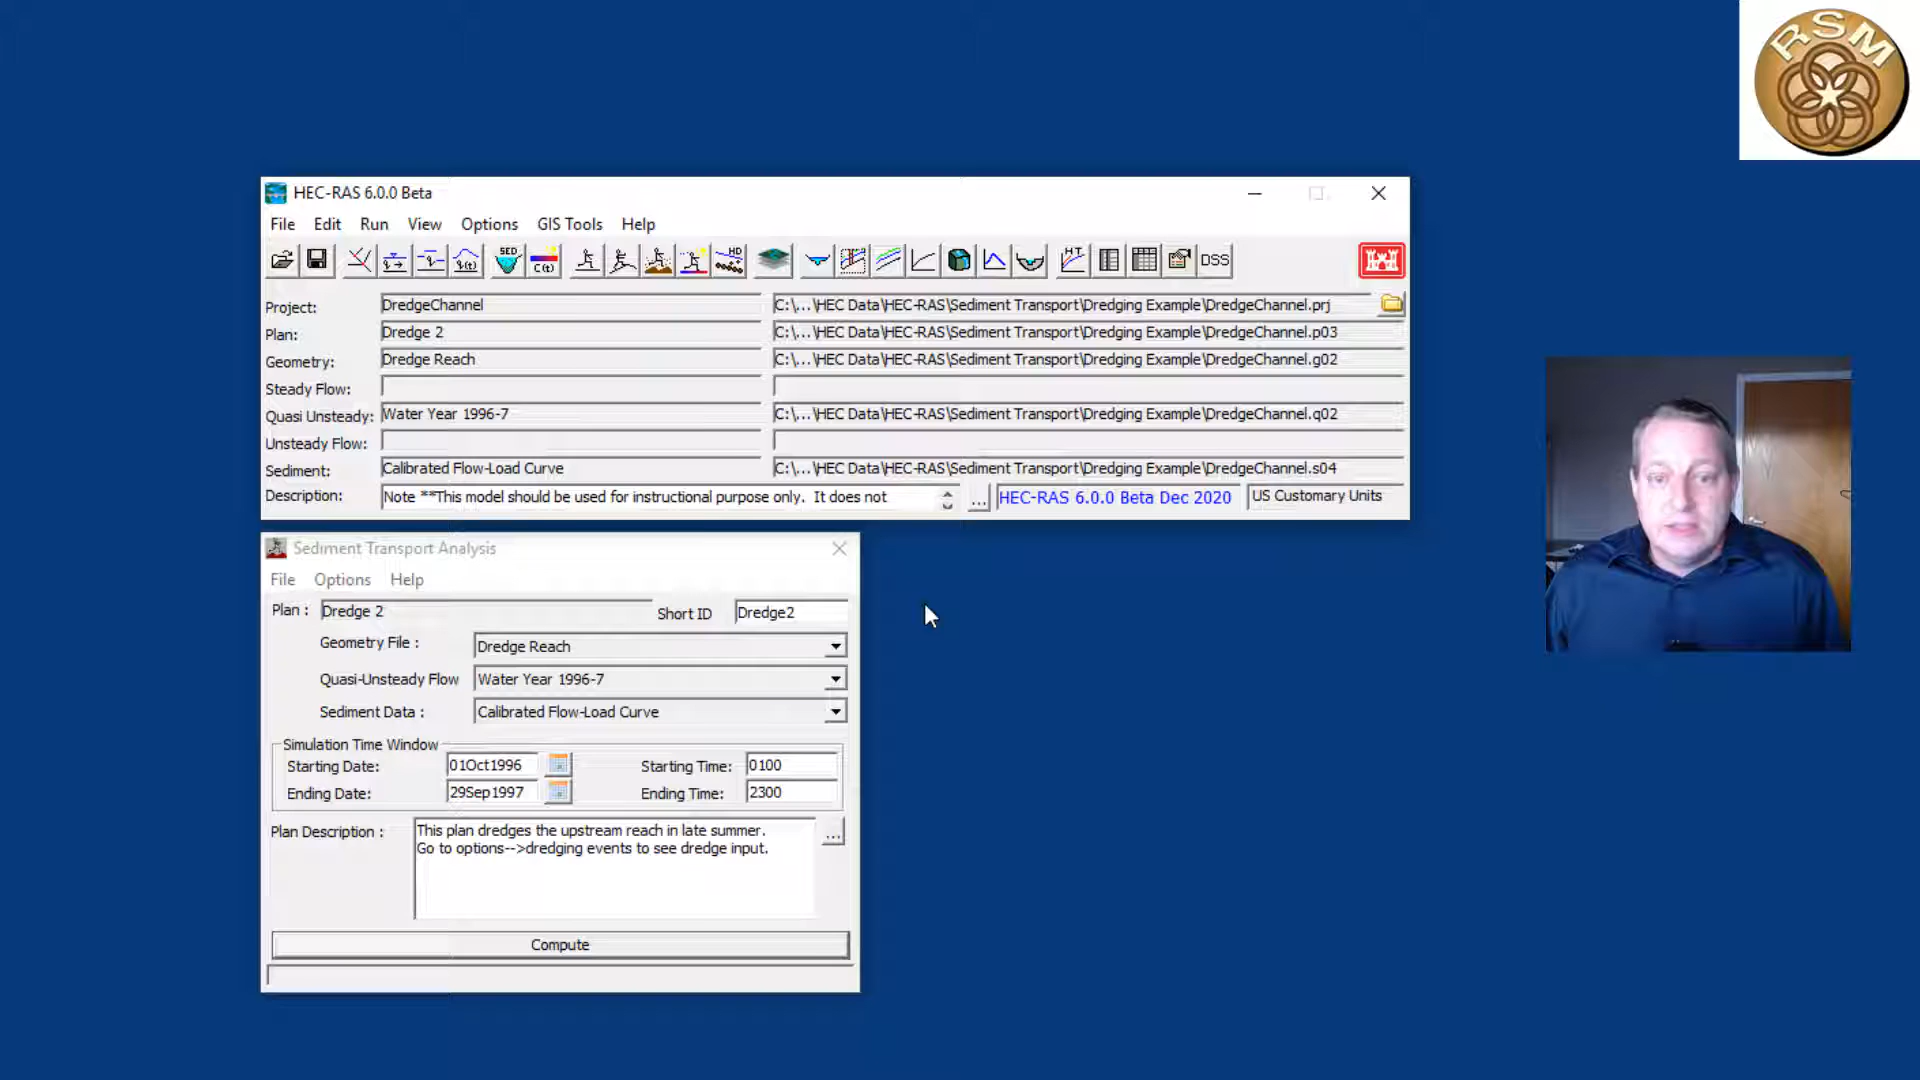 RSM
HEC-RAS 6.0.0 Beta
File Edit Run View Options GIS Tools Help
SED C(t) HD HT DSS
Project: DredgeChannel C:\...\HEC Data\HEC-RAS\Sediment Transport\Dredging Example\DredgeChannel.prj
Plan: Dredge 2 C:\...\HEC Data\HEC-RAS\Sediment Transport\Dredging Example\DredgeChannel.p03
Geometry: Dredge Reach C:\...\HEC Data\HEC-RAS\Sediment Transport\Dredging Example\DredgeChannel.g02
Steady Flow:
Quasi Unsteady: Water Year 1996-7 C:\...\HEC Data\HEC-RAS\Sediment Transport\Dredging Example\DredgeChannel.q02
Unsteady Flow:
Sediment: Calibrated Flow-Load Curve C:\...\HEC Data\HEC-RAS\Sediment Transport\Dredging Example\DredgeChannel.s04
Description: Note **This model should be used for instructional purpose only. It does not ... HEC-RAS 6.0.0 Beta Dec 2020 US Customary Units
Sediment Transport Analysis
File Options Help
Plan : Dredge 2 Short ID Dredge2
Geometry File : Dredge Reach
Quasi-Unsteady Flow Water Year 1996-7
Sediment Data : Calibrated Flow-Load Curve
Simulation Time Window
Starting Date: 01Oct1996 Starting Time: 0100
Ending Date: 29Sep1997 Ending Time: 2300
Plan Description : This plan dredges the upstream reach in late summer. ...
Go to options-->dredging events to see dredge input.
Compute